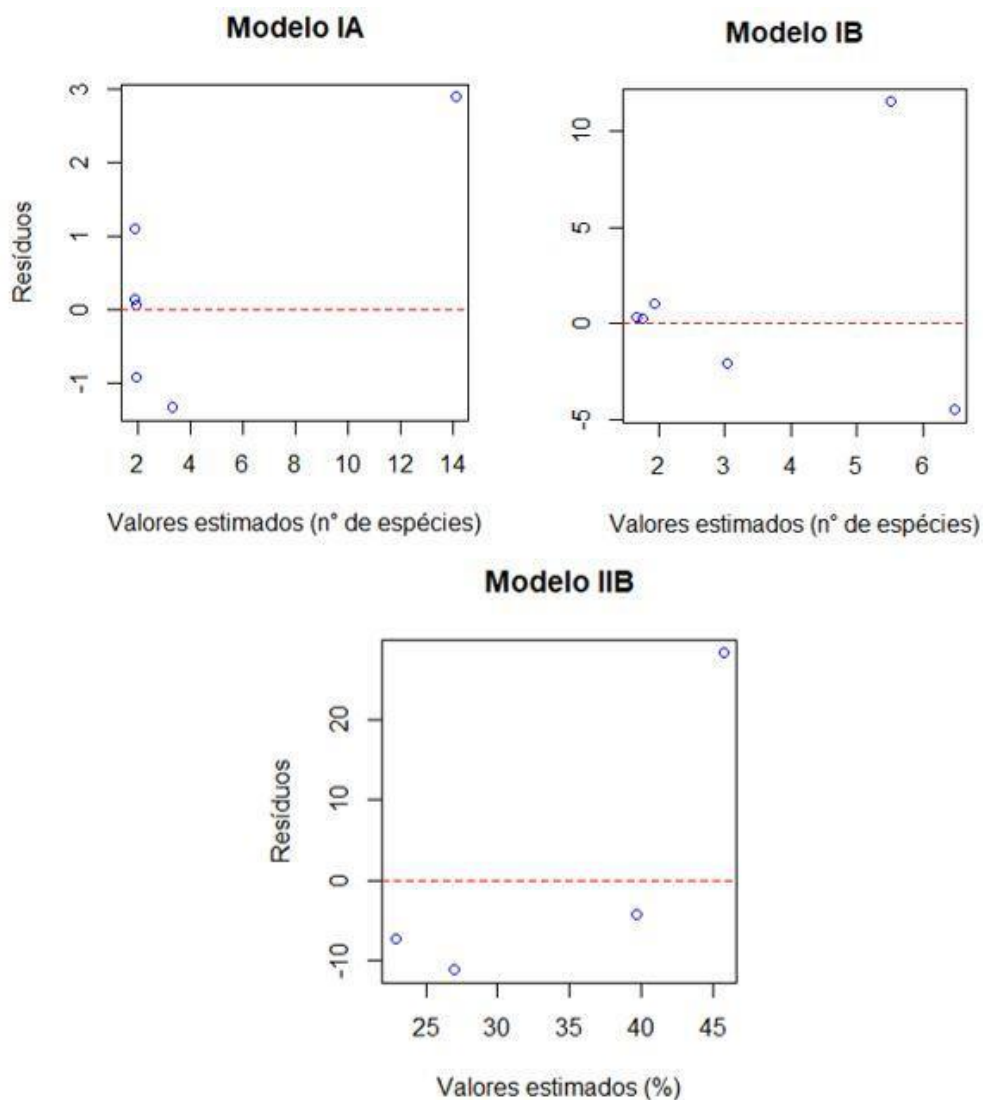 Modelo IA
Resíduos
3
2
1
0
-1
2 4 6 8 10 12 14
Valores estimados (n° de espécies)
Modelo IB
10
5
0
-5
2 3 4 5 6
Valores estimados (n° de espécies)
Modelo IIB
Resíduos
20
10
0
-10
25 30 35 40 45
Valores estimados (%)